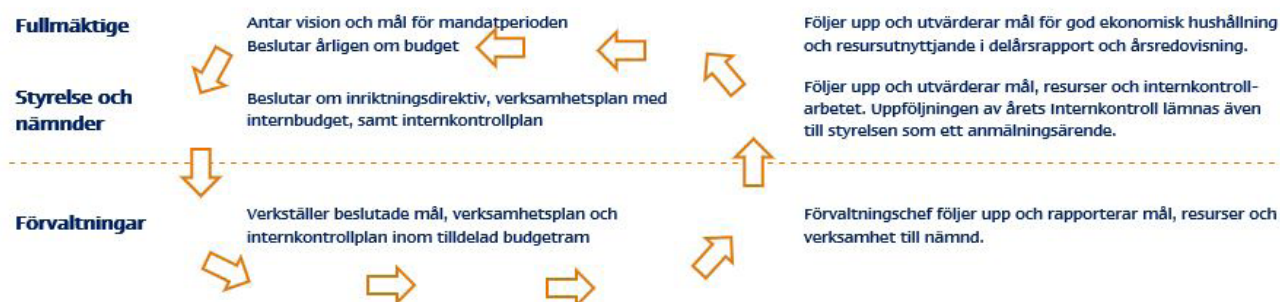 Fullmäktige
Antar vision och mål för mandatperioden
Beslutar årligen om budget
Följer upp och utvärderar mål för god ekonomisk hushållning
och resursutnyttjande i delårsrapport och årsredovisning.
Styrelse och
nämnder
Beslutar om inriktningsdirektiv, verksamhetsplan med
internbudget, samt internkontrollplan
Följer upp och utvärderar mål, resurser och internkontroll-
arbetet. Uppföljningen av årets Internkontroll lämnas även
till styrelsen som ett anmälningsärende.
Förvaltningar
Verkställer beslutade mål, verksamhetsplan och
internkontrollplan inom tilldelad budgetram
Förvaltningschef följer upp och rapporterar mål, resurser och
verksamhet till nämnd.